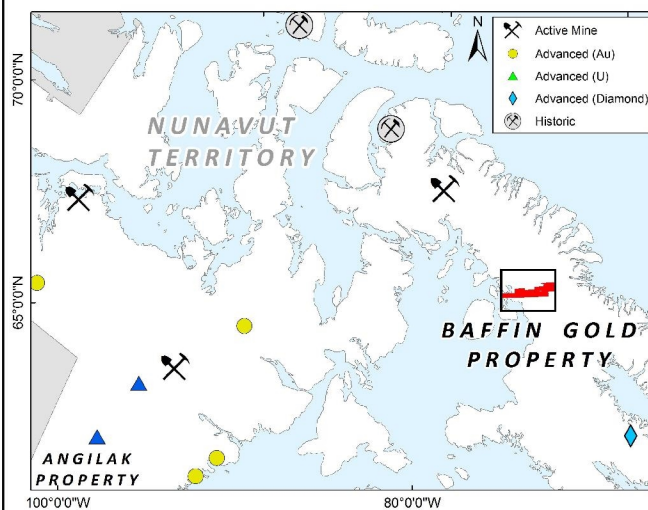 N
Active Mine
Advanced (Au)
Advanced (U)
Advanced (Diamond)
Historic
70°0'0"N
65°0'0"N
NUNAVUT
TERRITORY
BAFFIN GOLD
PROPERTY
ANGILAK
PROPERTY
100°0'0"W
80°0'0"W